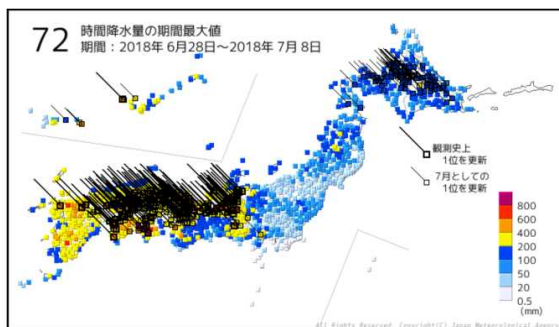 72 時間降水量の期間最大値
期間：2018年 6月28日～2018年 7月 8日
観測史上
1位を更新
7月としての
1位を更新
800
600
400
200
100
50
20
0.5
(mm)
All Rights Reserved. Copyright(C) Japan Meteorological Agency